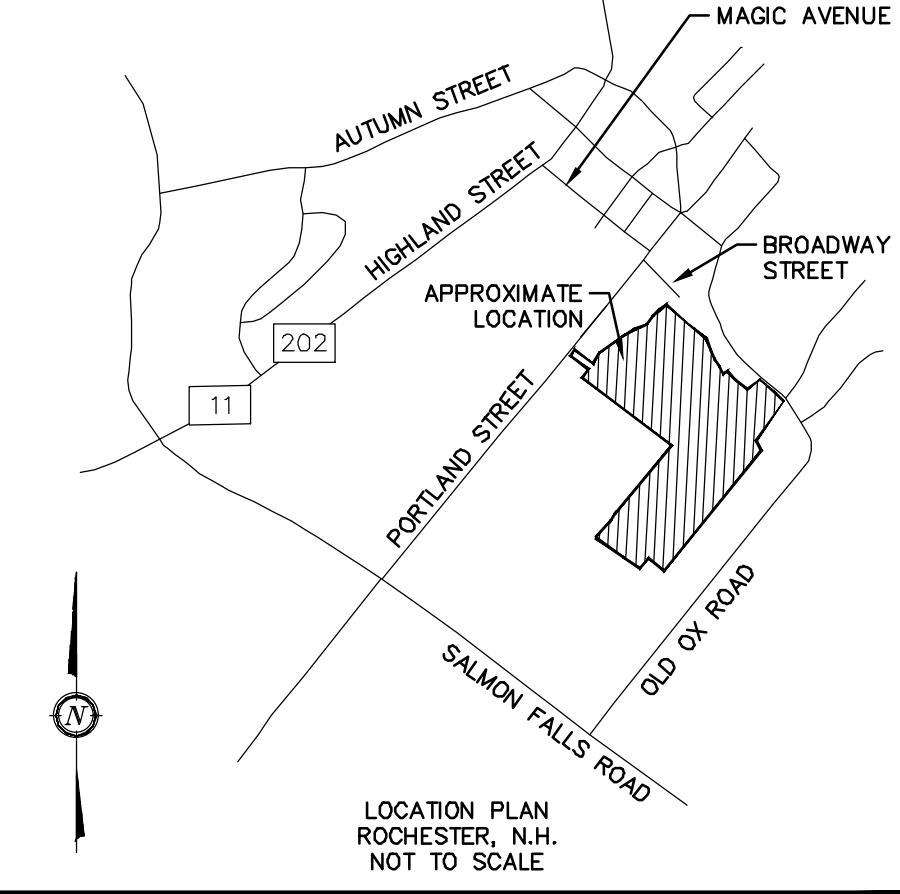 MAGIC AVENUE
AUTUMN STREET
HIGHLAND STREET
BROADWAY
STREET
APPROXIMATE
LOCATION
202
11
PORTLAND STREET
OLD OX ROAD
SALMON FALLS ROAD
N
LOCATION PLAN
ROCHESTER, N.H.
NOT TO SCALE